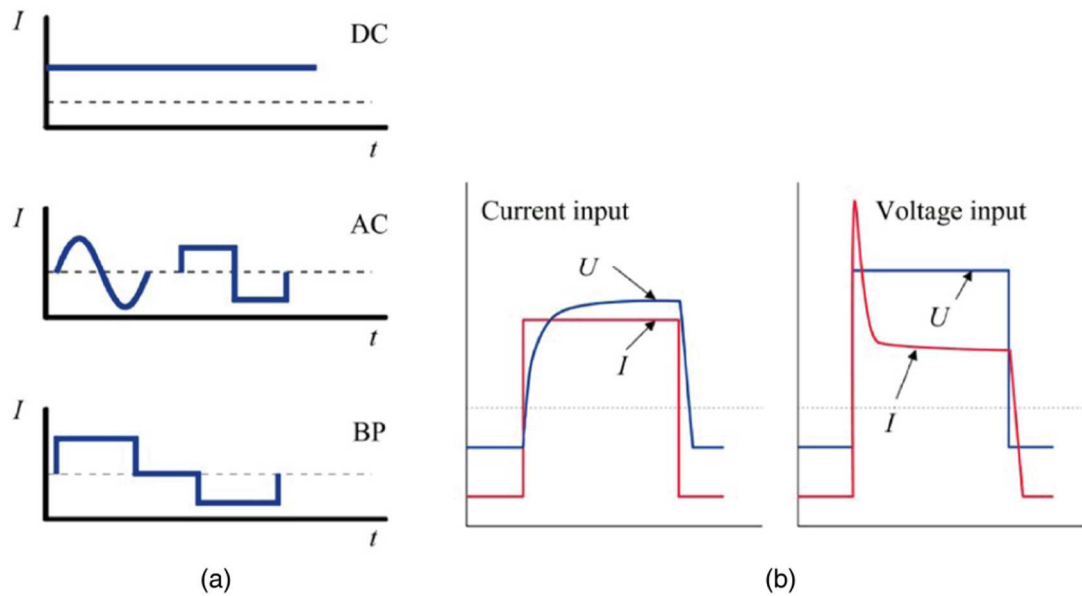 I
DC
t
I
AC
t
I
BP
t
(a)
Current input
U
I
Voltage input
U
I
(b)